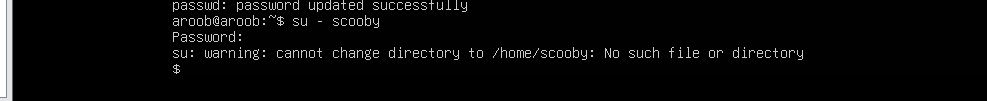 passwd: password updated successfully
aroob@aroob:~$ su - scooby
Password:
su: warning: cannot change directory to /home/scooby: No such file or directory
$